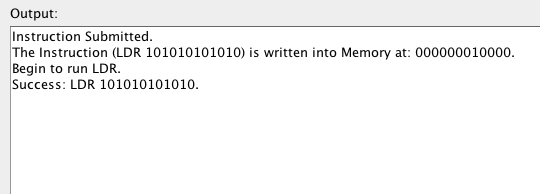 Output:
Instruction Submitted.
The Instruction (LDR 101010101010) is written into Memory at: 000000010000.
Begin to run LDR.
Success: LDR 101010101010.